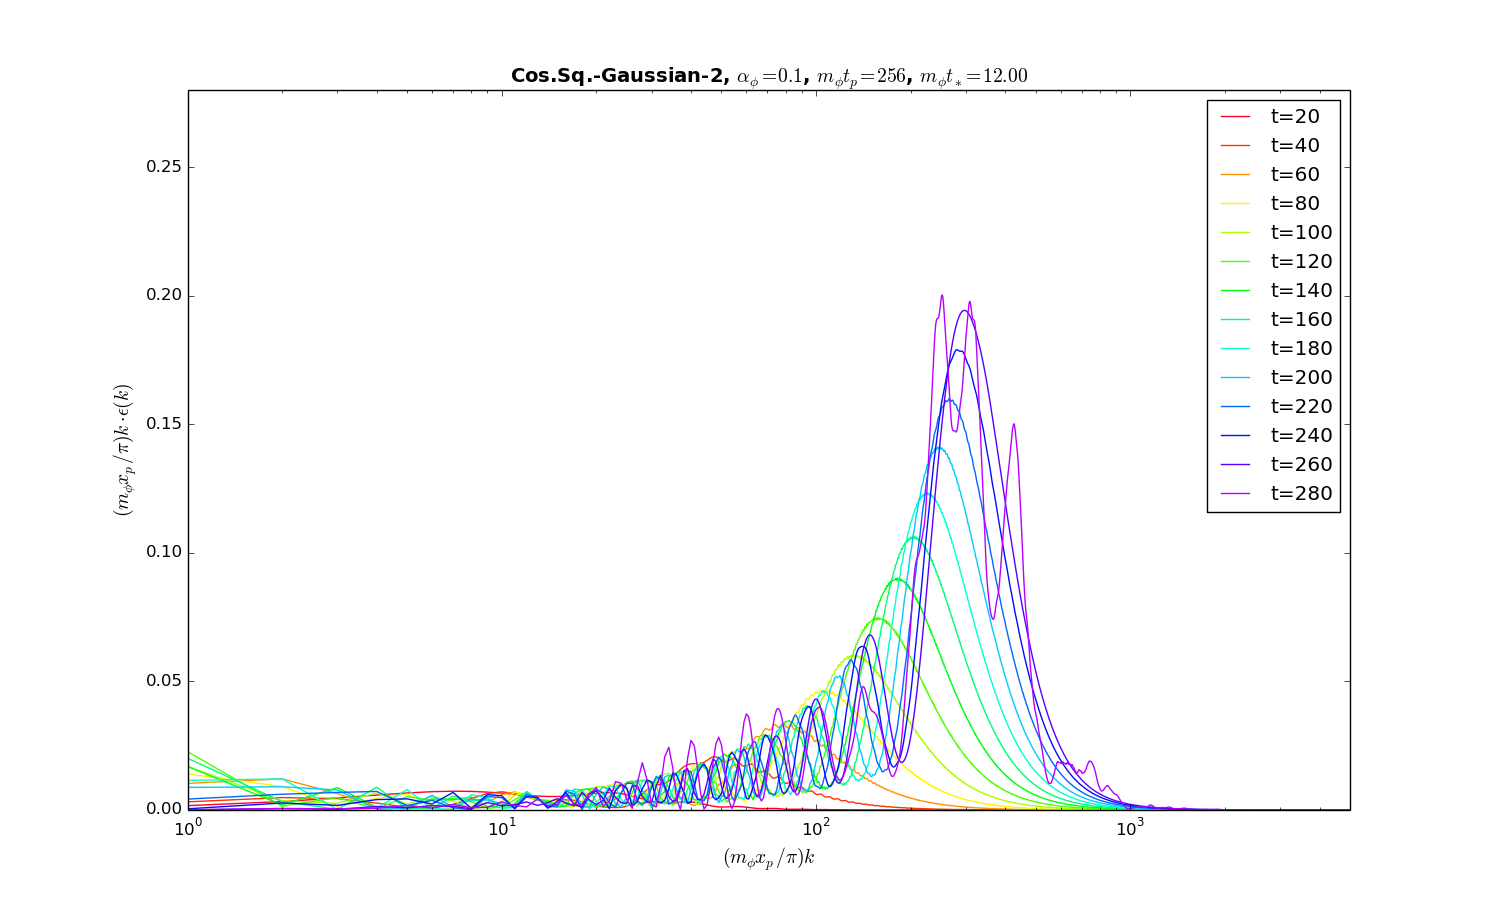 Cos.Sq.-Gaussian-2, α_ϕ=0.1, m_ϕt_p=256, m_ϕt_*=12.00
t=20
t=40
t=60
t=80
t=100
t=120
t=140
t=160
t=180
t=200
t=220
t=240
t=260
t=280
0.25
0.20
0.15
0.10
0.05
0.00
(m_ϕx_p/π)k·ϵ(k)
10^0 10^1 10^2 10^3
(m_ϕx_p/π)k